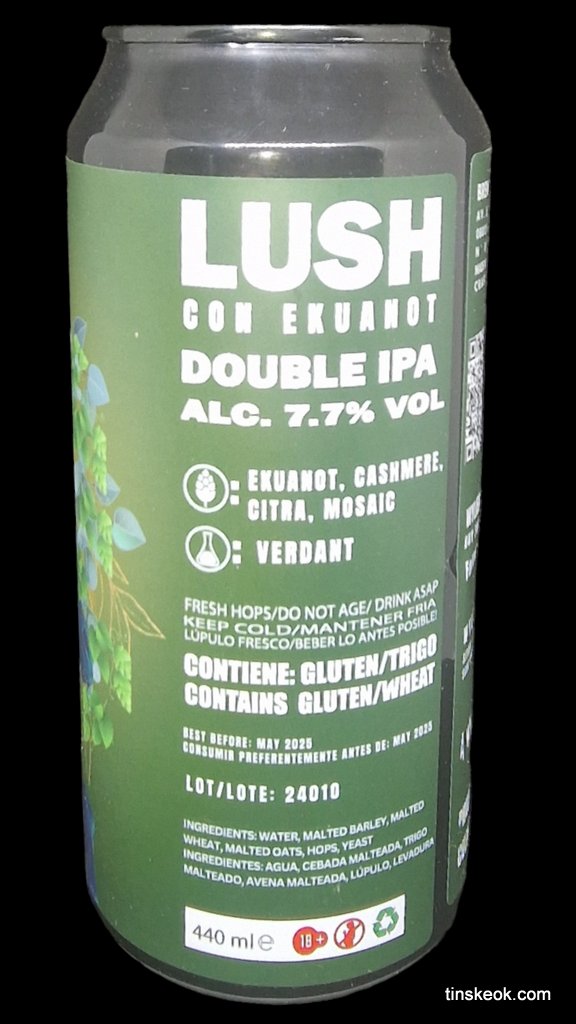 LUSH
CON EKUANOT
DOUBLE IPA
ALC. 7.7% VOL
: EKUANOT, CASHMERE,
CITRA, MOSAIC
: VERDANT
FRESH HOPS/DO NOT AGE/ DRINK ASAP
KEEP COLD/MANTENER FRIA
LÚPULO FRESCO/BEBER LO ANTES POSIBLE!
CONTIENE: GLUTEN/TRIGO
CONTAINS GLUTEN/WHEAT
BEST BEFORE: MAY 2025
CONSUMIR PREFERENTEMENTE ANTES DE: MAY 2025
LOT/LOTE: 24010
INGREDIENTS: WATER, MALTED BARLEY, MALTED
WHEAT, MALTED OATS, HOPS, YEAST
INGREDIENTES: AGUA, CEBADA MALTEADA, TRIGO
MALTEADO, AVENA MALTEADA, LÚPULO, LEVADURA
440 ml e 18+
tinskeok.com